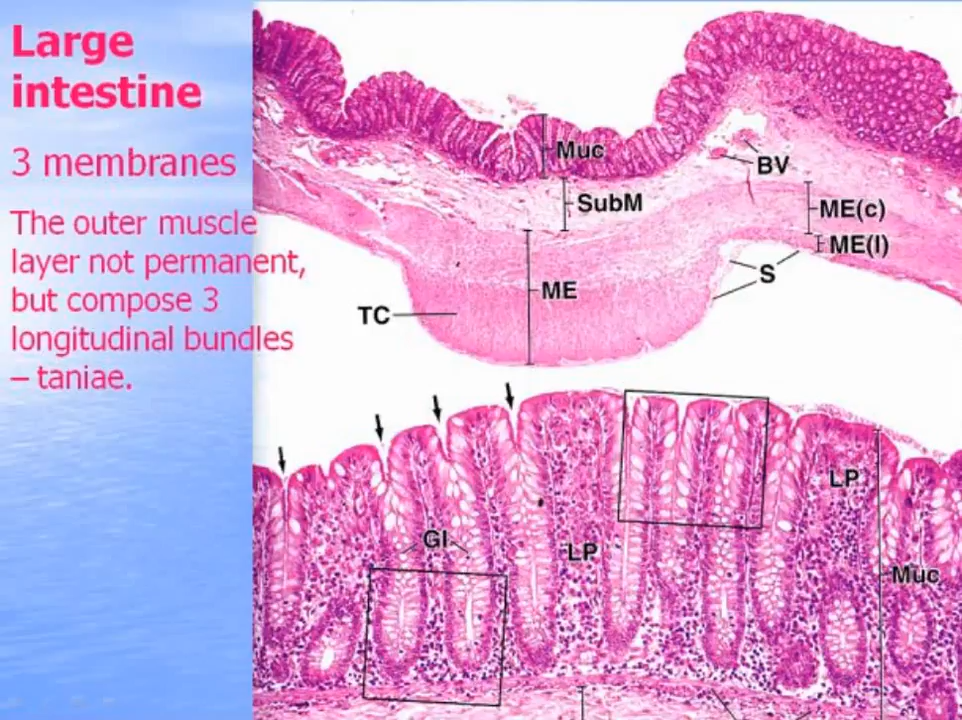 Large
intestine
3 membranes
The outer muscle
layer not permanent,
but compose 3
longitudinal bundles
– taniae.
Muc
BV
SubM
ME(c)
ME(l)
S
ME
TC
LP
Gl
LP
Muc